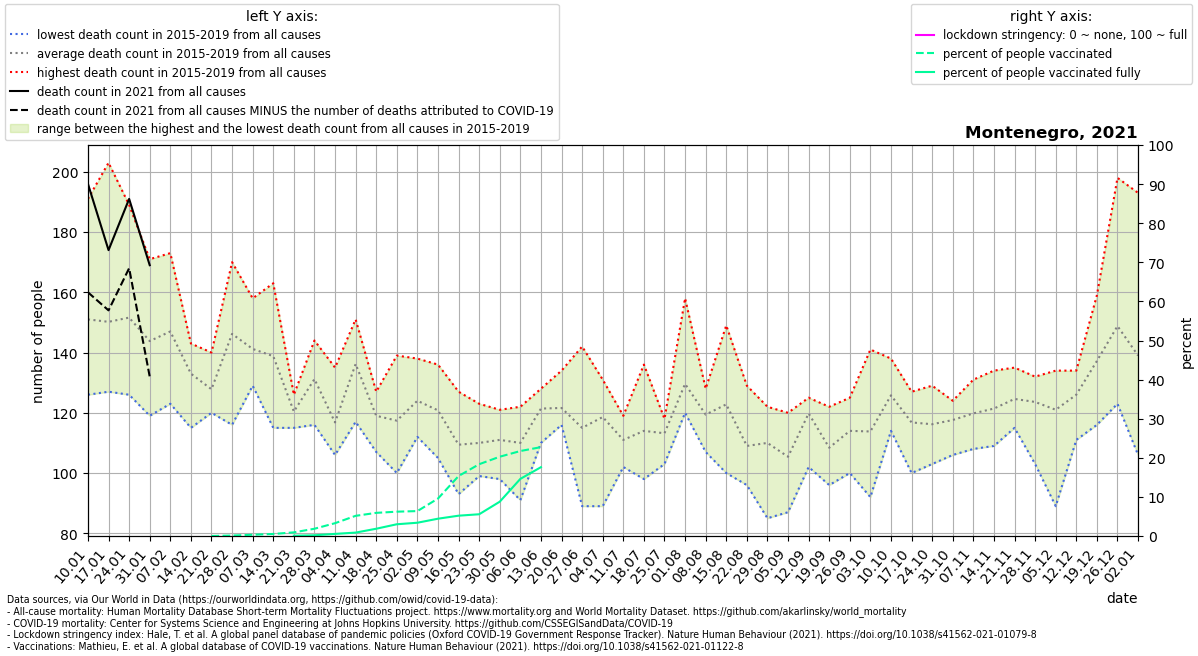 left Y axis:
lowest death count in 2015-2019 from all causes
average death count in 2015-2019 from all causes
highest death count in 2015-2019 from all causes
death count in 2021 from all causes
death count in 2021 from all causes MINUS the number of deaths attributed to COVID-19
range between the highest and the lowest death count from all causes in 2015-2019
right Y axis:
lockdown stringency: 0 ~ none, 100 ~ full
percent of people vaccinated
percent of people vaccinated fully
Montenegro, 2021
number of people
200
180
160
140
120
100
80
100
90
80
70
60
50
40
30
20
10
0
percent
10.01 17.01 24.01 31.01 07.02 14.02 21.02 28.02 07.03 14.03 21.03 28.03 04.04 11.04 18.04 25.04 02.05 09.05 16.05 23.05 30.05 06.06 13.06 20.06 27.06 04.07 11.07 18.07 25.07 01.08 08.08 15.08 22.08 29.08 05.09 12.09 19.09 26.09 03.10 10.10 17.10 24.10 31.10 07.11 14.11 21.11 28.11 05.12 12.12 19.12 26.12 02.01
date
Data sources, via Our World in Data (https://ourworldindata.org, https://github.com/owid/covid-19-data):
- All-cause mortality: Human Mortality Database Short-term Mortality Fluctuations project. https://www.mortality.org and World Mortality Dataset. https://github.com/akarlinsky/world_mortality
- COVID-19 mortality: Center for Systems Science and Engineering at Johns Hopkins University. https://github.com/CSSEGISandData/COVID-19
- Lockdown stringency index: Hale, T. et al. A global panel database of pandemic policies (Oxford COVID-19 Government Response Tracker). Nature Human Behaviour (2021). https://doi.org/10.1038/s41562-021-01079-8
- Vaccinations: Mathieu, E. et al. A global database of COVID-19 vaccinations. Nature Human Behaviour (2021). https://doi.org/10.1038/s41562-021-01122-8